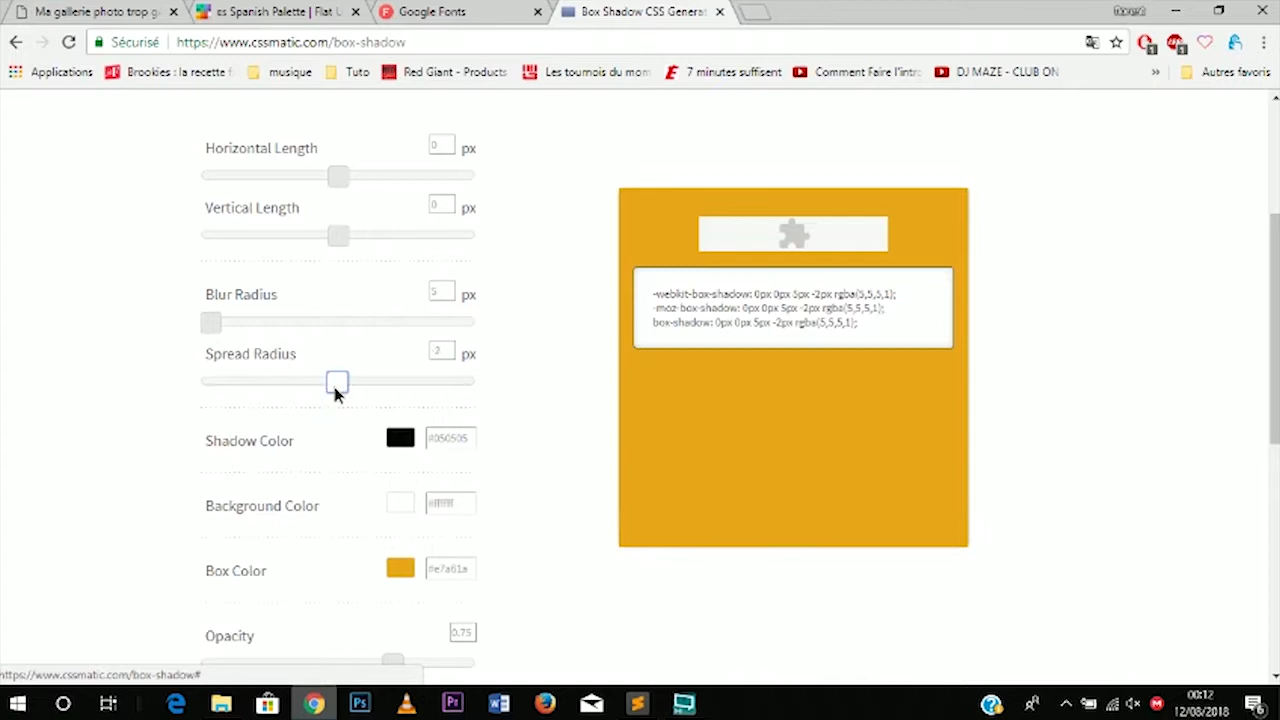 Ma gallerie photo trop g
es Spanish Palette | Flat U
Google Fonts
Box Shadow CSS Generat
Sécurisé
https://www.cssmatic.com/box-shadow
Applications
Brookies : la recette f
musique
Tuto
Red Giant - Products
Les tournois du mom
7 minutes suffisent
Comment Faire l'intr
DJ MAZE - CLUB ON
»
Autres favoris
Horizontal Length
0
px
Vertical Length
0
px
Blur Radius
5
px
Spread Radius
-2
px
Shadow Color
#050505
Background Color
#ffffff
Box Color
#e7a61a
Opacity
0.75
-webkit-box-shadow: 0px 0px 5px -2px rgba(5,5,5,1);
-moz-box-shadow: 0px 0px 5px -2px rgba(5,5,5,1);
box-shadow: 0px 0px 5px -2px rgba(5,5,5,1);
https://www.cssmatic.com/box-shadow#
00:12
12/08/2018